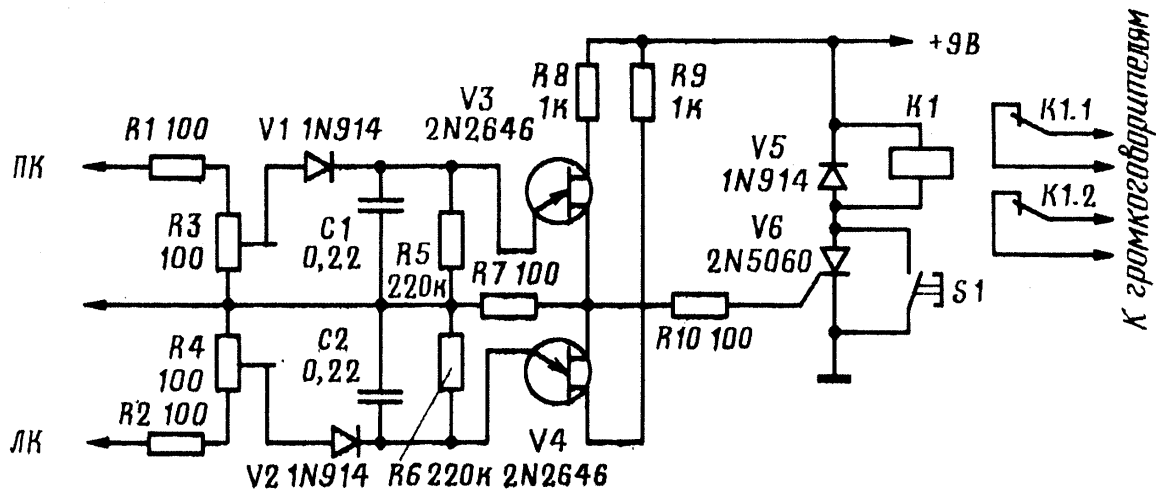 +9В
R8
1к
R9
1к
V3
2N2646
R1 100
V1 1N914
K1
K1.1
ПК
V5
1N914
K1.2
R3
100
C1
0,22
R5
220к
R7 100
V6
2N5060
S1
R10 100
R4
100
C2
0,22
R2 100
ЛК
V2 1N914
R6 220к
V4
2N2646
К громкоговорителям